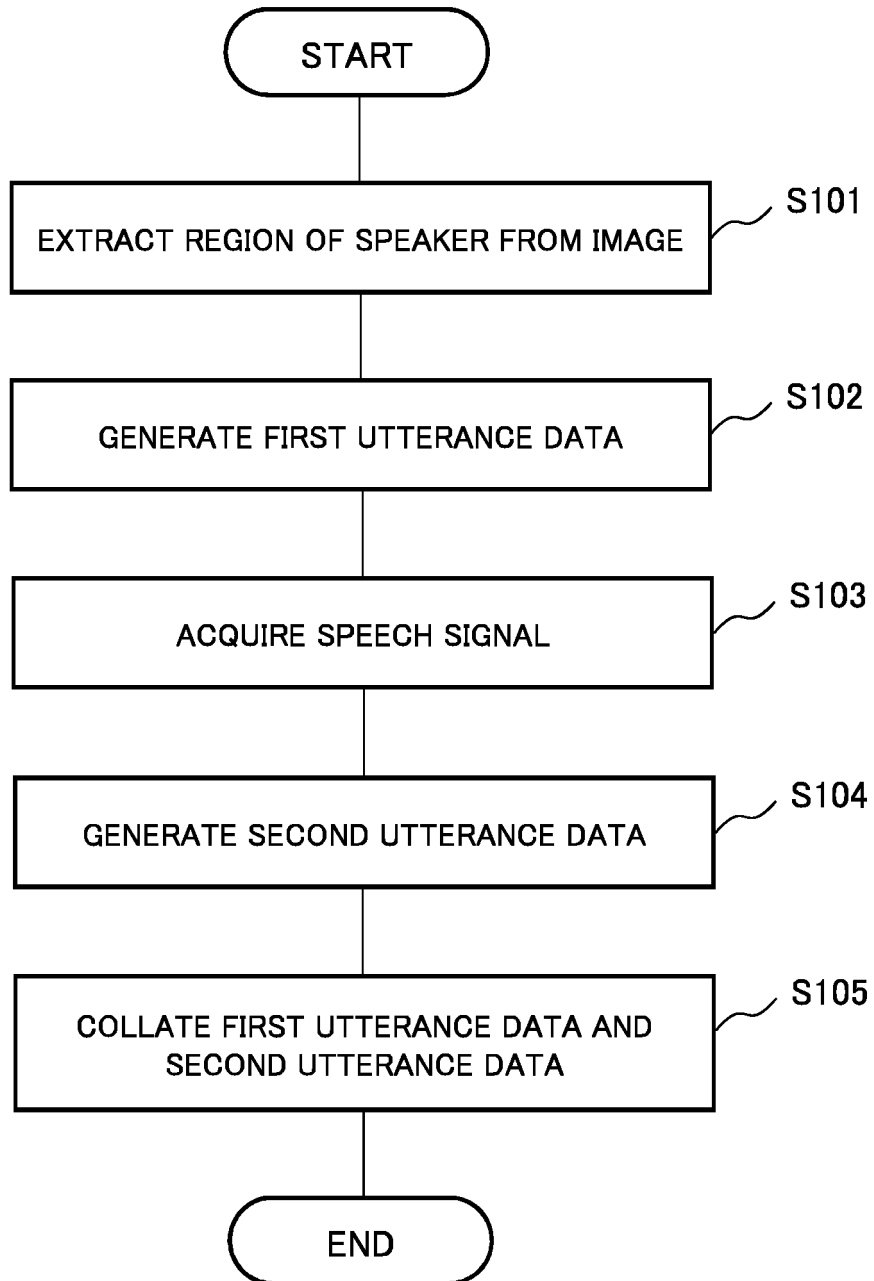 START
EXTRACT REGION OF SPEAKER FROM IMAGE
S101
GENERATE FIRST UTTERANCE DATA
S102
ACQUIRE SPEECH SIGNAL
S103
GENERATE SECOND UTTERANCE DATA
S104
COLLATE FIRST UTTERANCE DATA AND
SECOND UTTERANCE DATA
S105
END